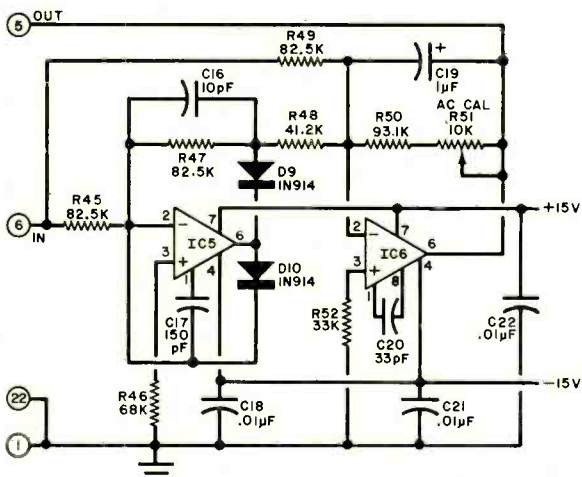 5 OUT
R49
82.5K
C16
10pF
+
C19
1µF
AC CAL
R51
10K
R48
41.2K
R50
93.1K
R47
82.5K
D9
1N914
R45
82.5K
6
IN
+15V
2
−
7
IC5
6
3
+
1
4
2
−
7
IC6
6
3
+
1
8
4
D10
1N914
C17
150
pF
R52
33K
C20
33pF
C22
.01µF
−15V
R46
68K
C18
.01µF
C21
.01µF
22
1